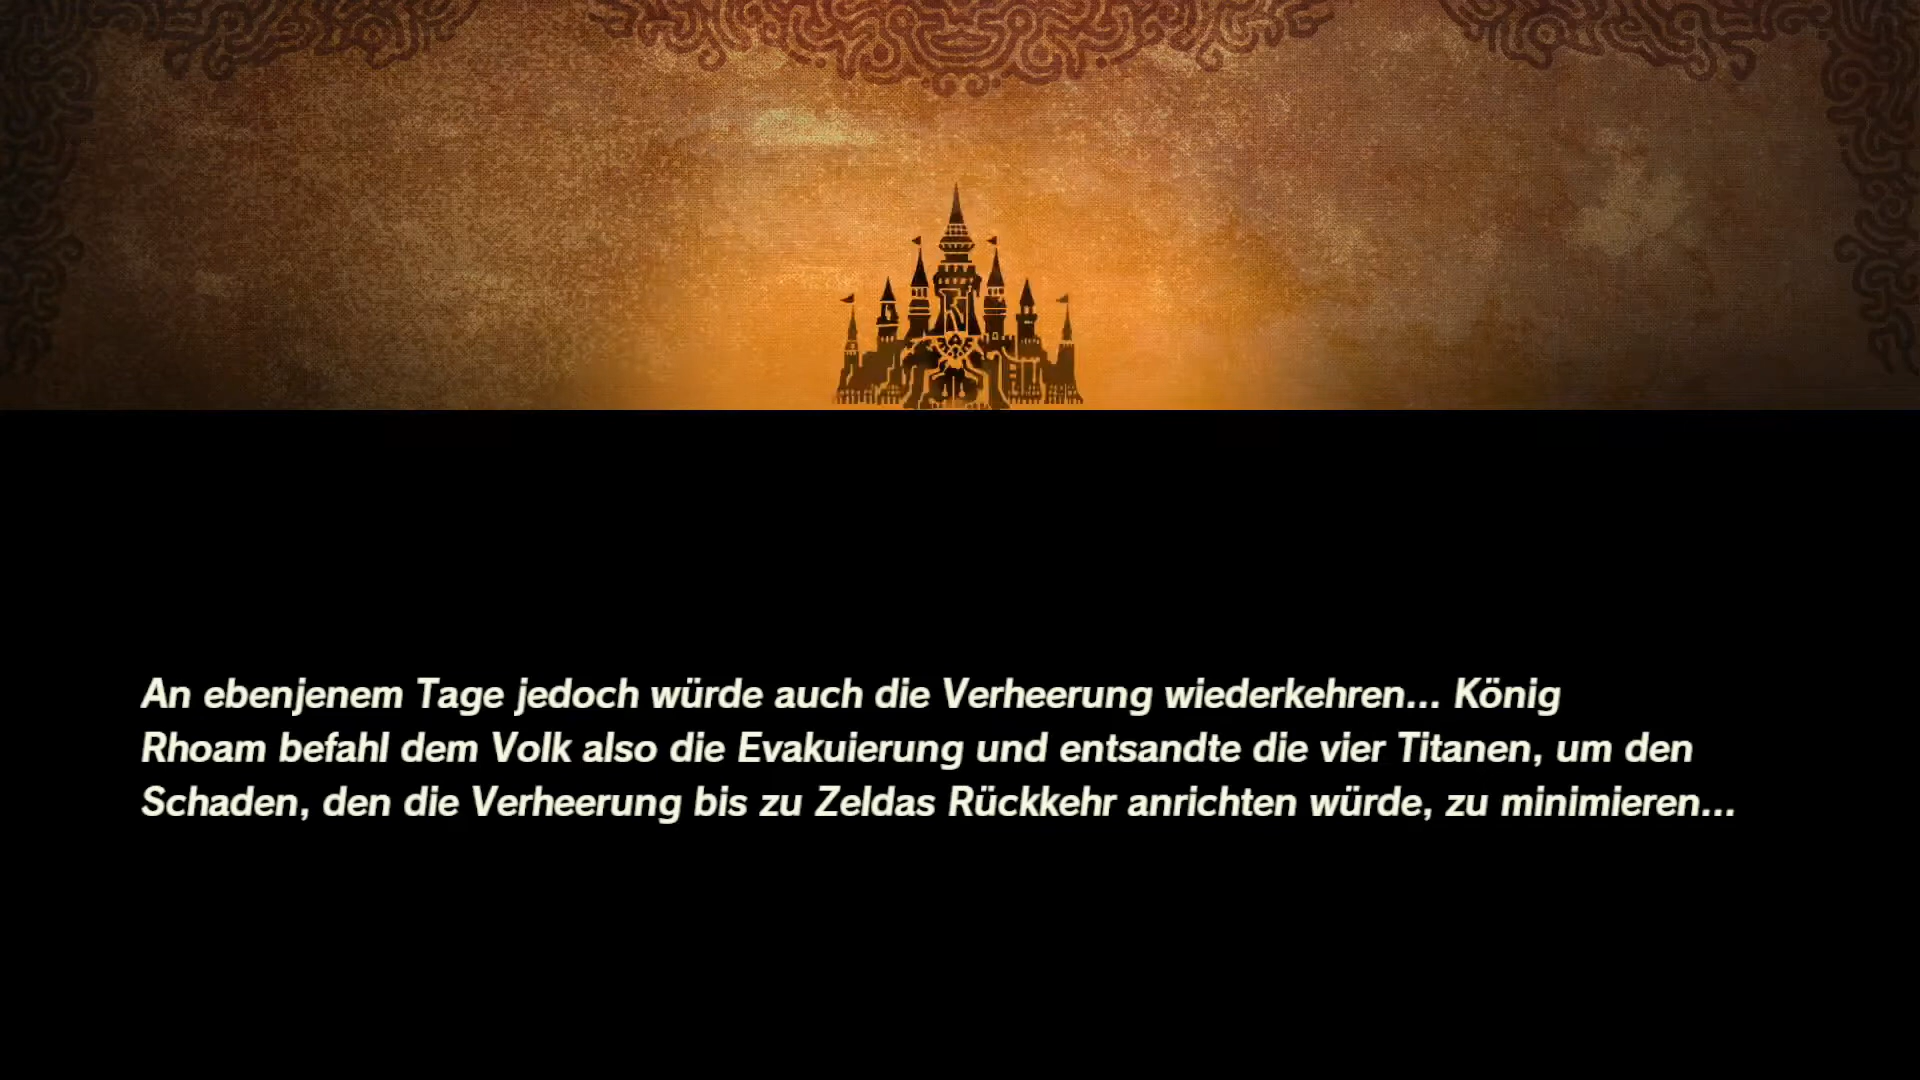 An ebenjenem Tage jedoch würde auch die Verheerung wiederkehren... König
Rhoam befahl dem Volk also die Evakuierung und entsandte die vier Titanen, um den
Schaden, den die Verheerung bis zu Zeldas Rückkehr anrichten würde, zu minimieren...